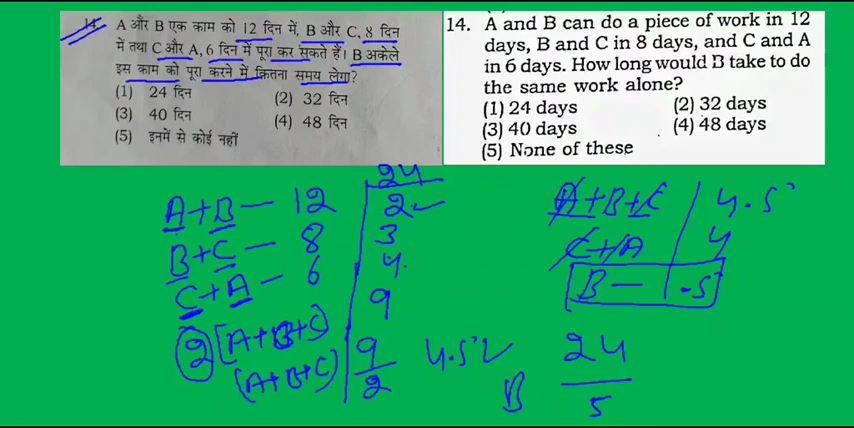 14. A और B एक काम को 12 दिन में, B और C, 8 दिन
में तथा C और A, 6 दिन में पूरा कर सकते हैं। B अकेले
इस काम को पूरा करने में कितना समय लेगा?
(1) 24 दिन (2) 32 दिन
(3) 40 दिन (4) 48 दिन
(5) इनमें से कोई नहीं
14. A and B can do a piece of work in 12
days, B and C in 8 days, and C and A
in 6 days. How long would B take to do
the same work alone?
(1) 24 days (2) 32 days
(3) 40 days (4) 48 days
(5) None of these
24
A+B — 12 2
B+C — 8 3
C+A — 6 4
2(A+B+C) 9
(A+B+C) 9/2 4.5
A+B+C 4.5
C+A 4
B — .5
B 24/5